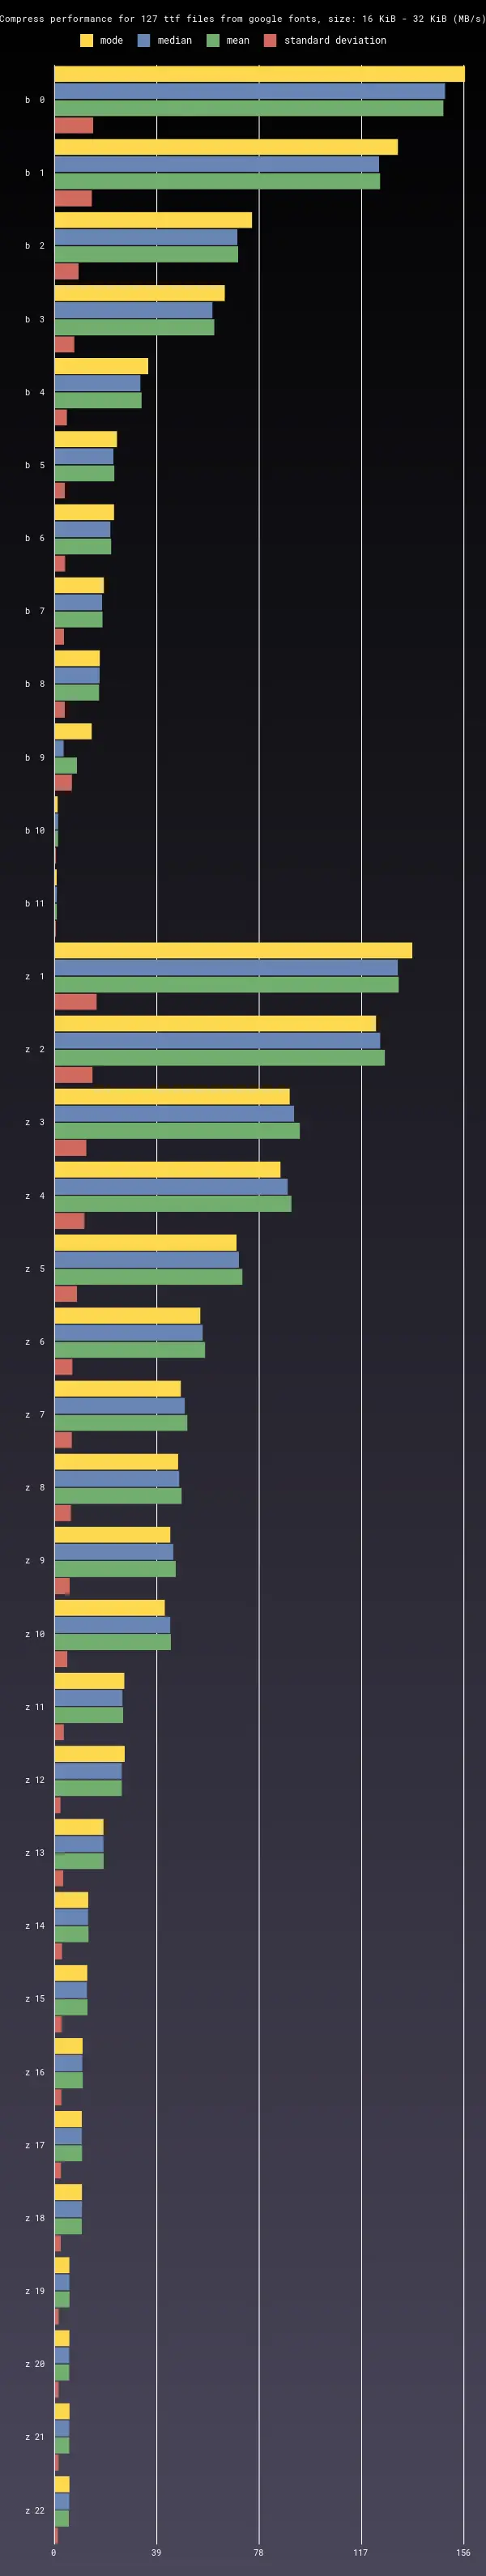 Compress performance for 127 ttf files from google fonts, size: 16 KiB - 32 KiB (MB/s)
mode median mean standard deviation
b 0
b 1
b 2
b 3
b 4
b 5
b 6
b 7
b 8
b 9
b 10
b 11
z 1
z 2
z 3
z 4
z 5
z 6
z 7
z 8
z 9
z 10
z 11
z 12
z 13
z 14
z 15
z 16
z 17
z 18
z 19
z 20
z 21
z 22
0 39 78 117 156